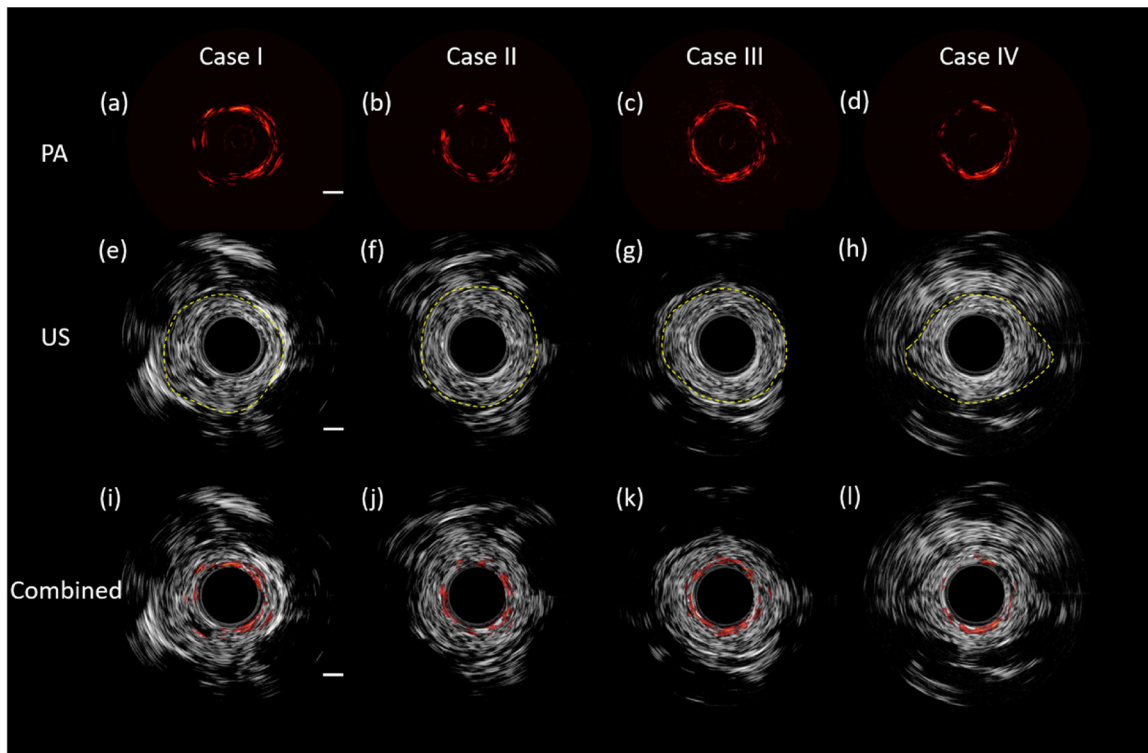 Case I Case II Case III Case IV
(a) (b) (c) (d)
PA
(e) (f) (g) (h)
US
(i) (j) (k) (l)
Combined